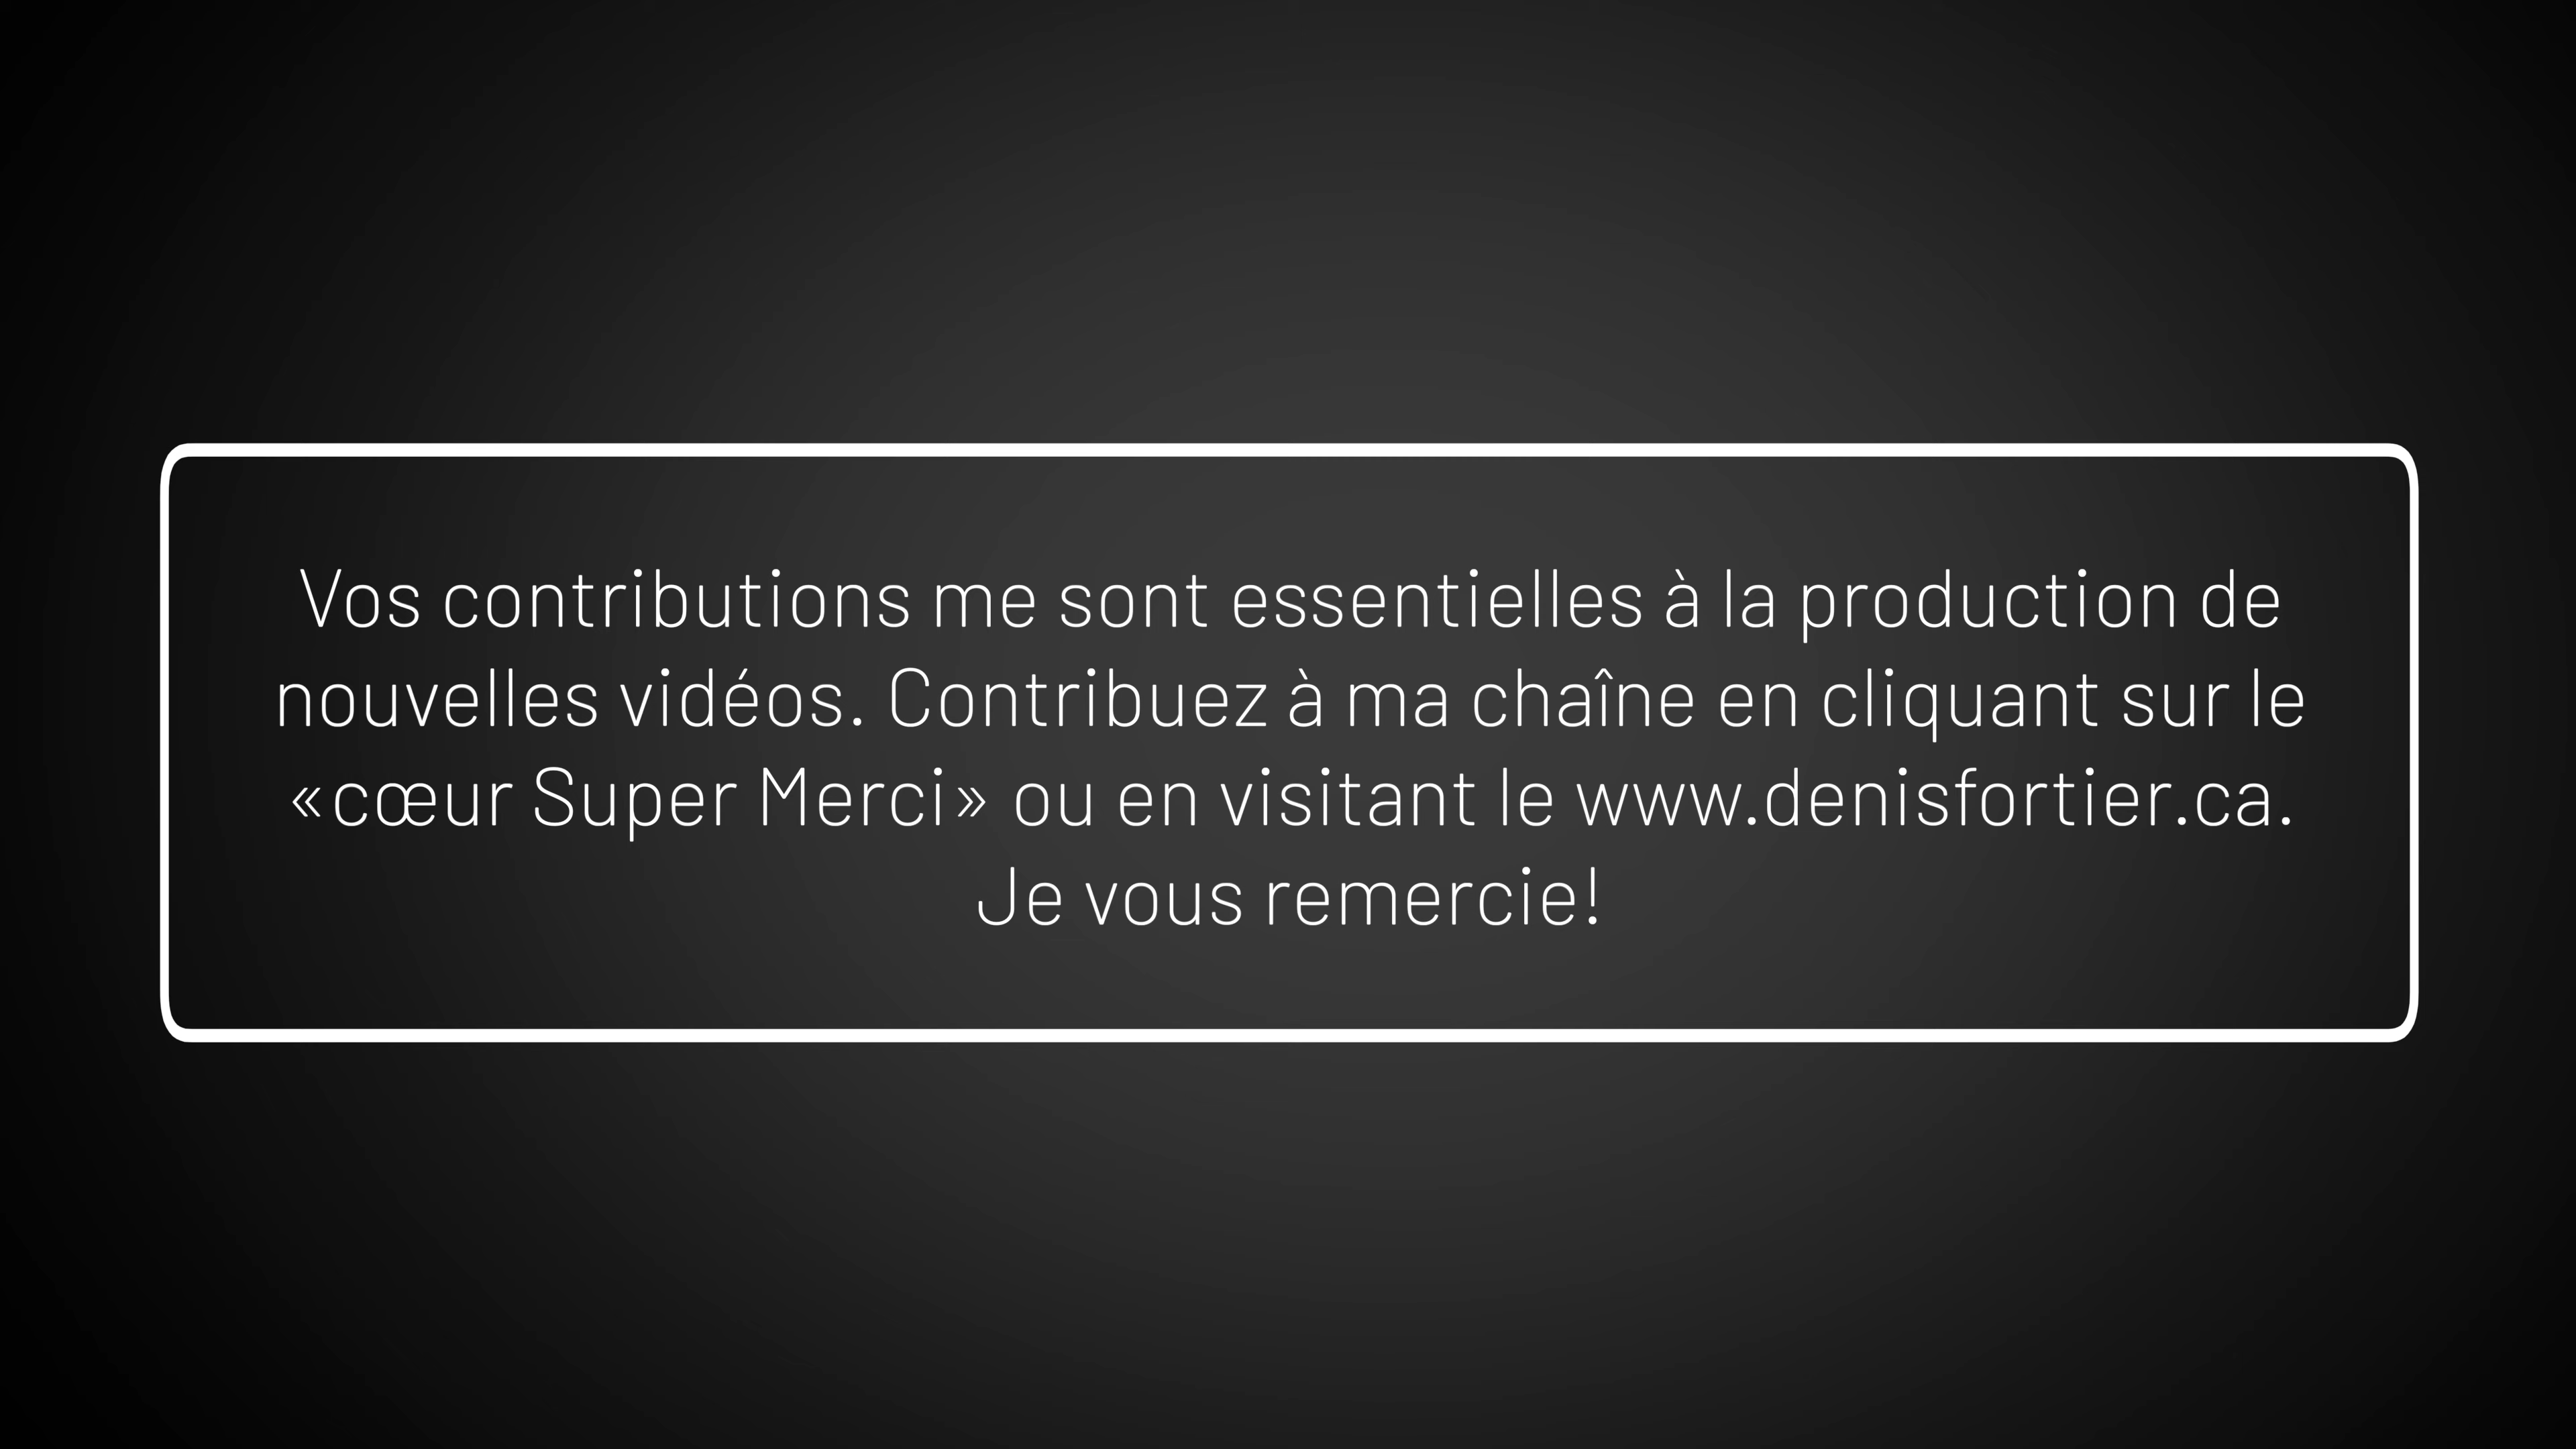 Vos contributions me sont essentielles à la production de
nouvelles vidéos. Contribuez à ma chaîne en cliquant sur le
«cœur Super Merci» ou en visitant le www.denisfortier.ca.
Je vous remercie!